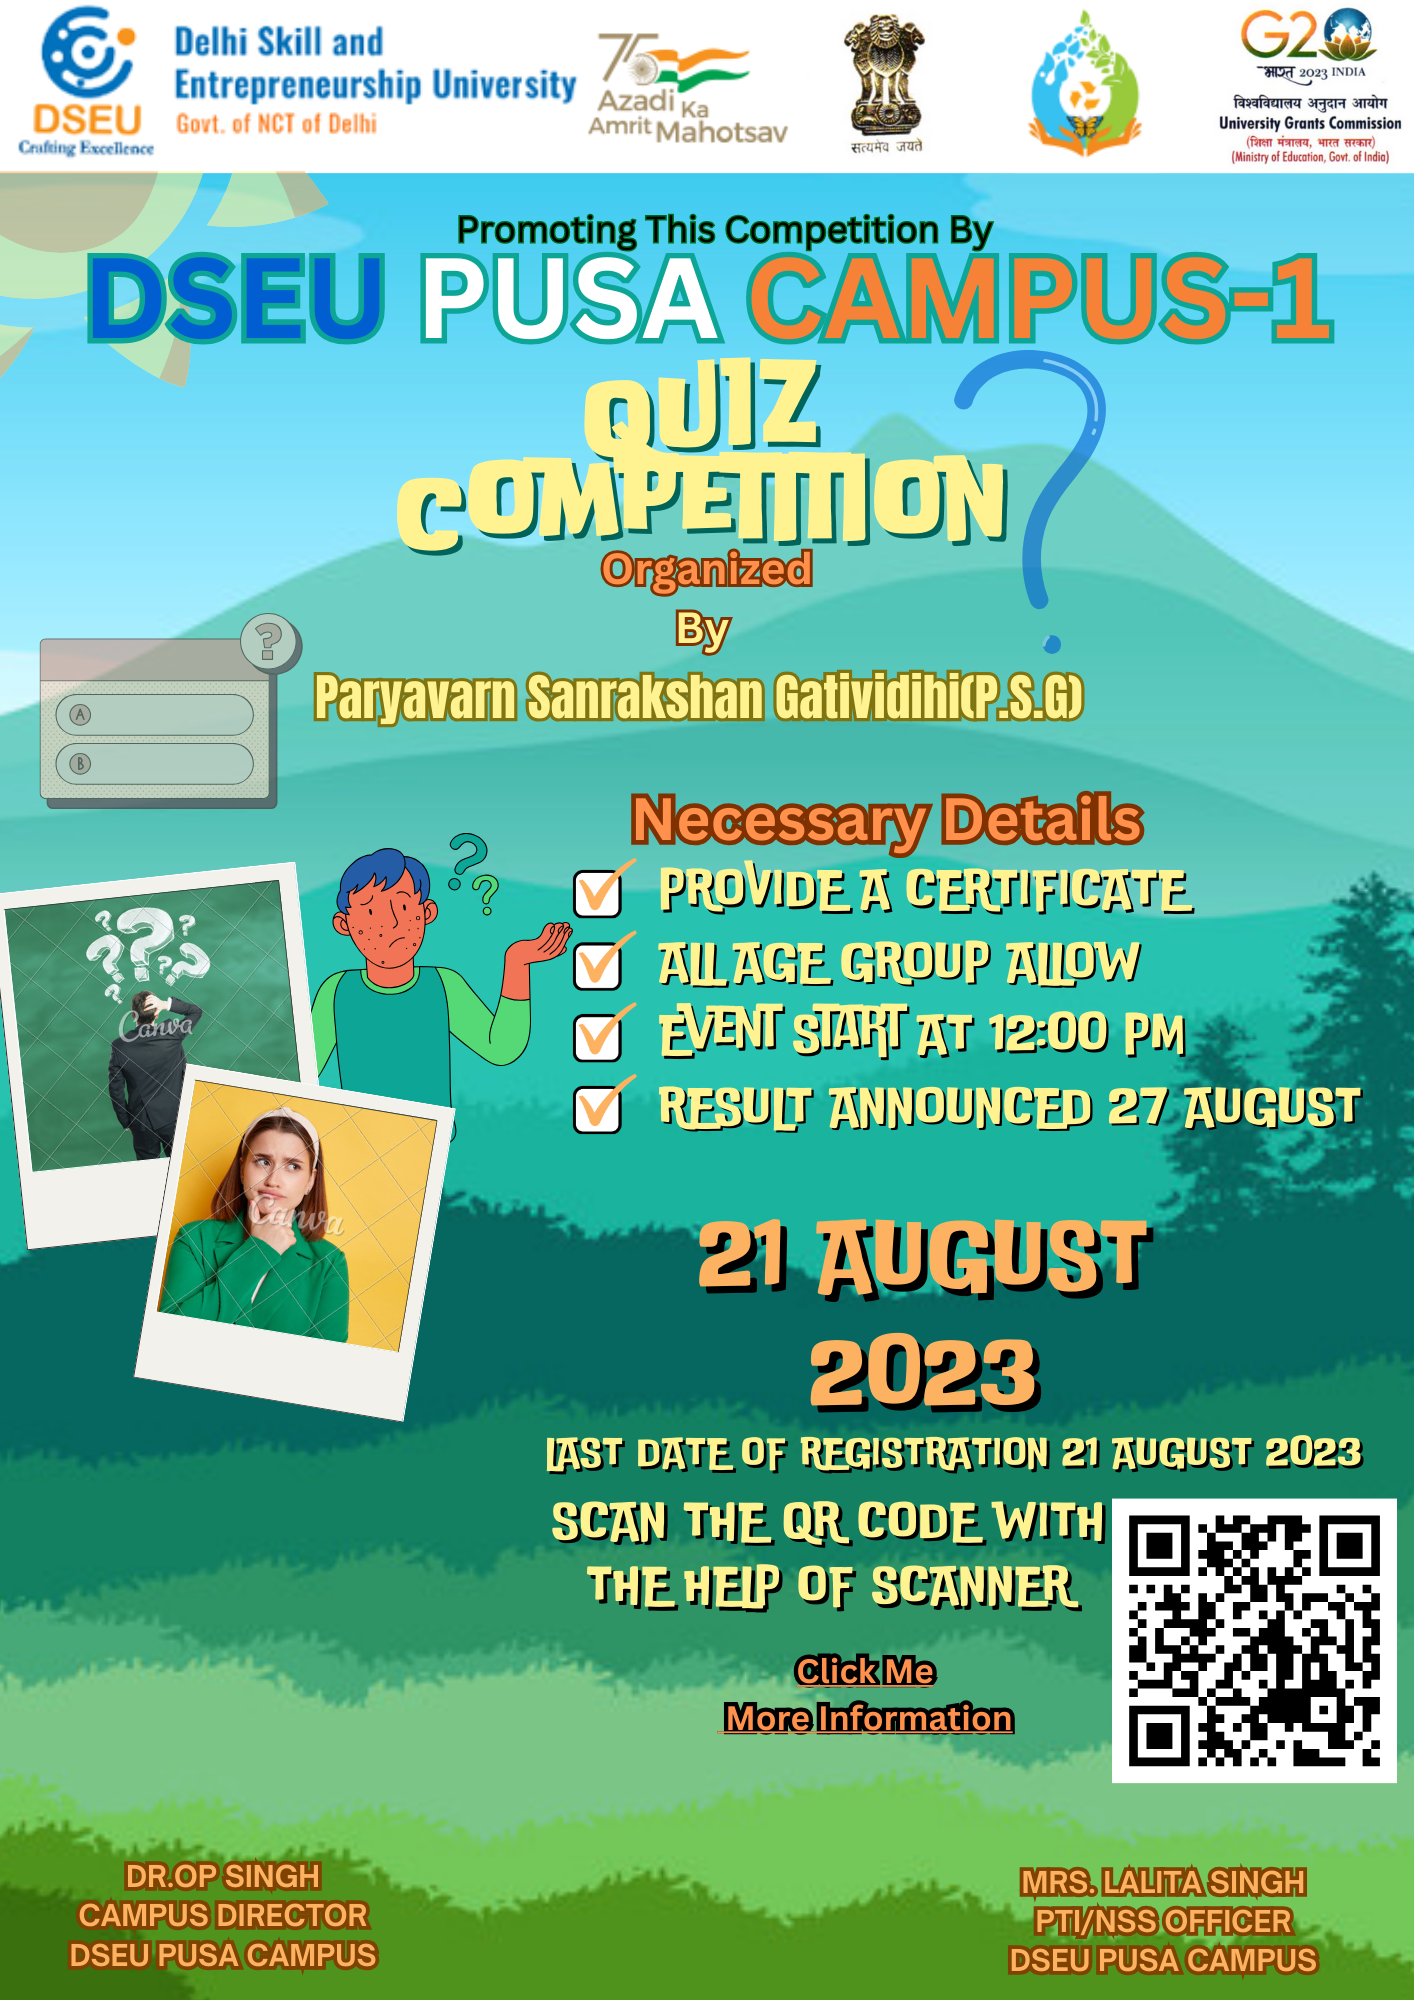 DSEU
Crafting Excellence
Delhi Skill and
Entrepreneurship University
Govt. of NCT of Delhi
75
Azadi Ka
Amrit Mahotsav
सत्यमेव जयते
G20
भारत 2023 INDIA
विश्वविद्यालय अनुदान आयोग
University Grants Commission
(शिक्षा मंत्रालय, भारत सरकार)
(Ministry of Education, Govt. of India)
Promoting This Competition By
DSEU PUSA CAMPUS-1
QUIZ
COMPETITION
?
Organized
By
Paryavarn Sanrakshan Gatividihi(P.S.G)
?
A
B
Necessary Details
PROVIDE A CERTIFICATE
ALL AGE GROUP ALLOW
EVENT START AT 12:00 PM
RESULT ANNOUNCED 27 AUGUST
Canva
Canva
21 AUGUST
2023
LAST DATE OF REGISTRATION 21 AUGUST 2023
SCAN THE QR CODE WITH
THE HELP OF SCANNER
Click Me
More Information
DR.OP SINGH
CAMPUS DIRECTOR
DSEU PUSA CAMPUS
MRS. LALITA SINGH
PTI/NSS OFFICER
DSEU PUSA CAMPUS